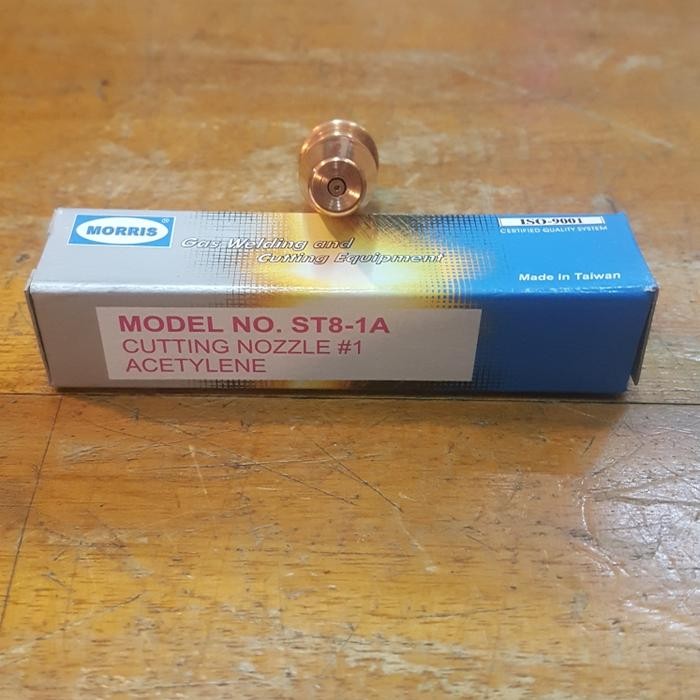 MORRIS®
Gas Welding and
Cutting Equipment
ISO-9001
CERTIFIED QUALITY SYSTEM
Made in Taiwan
MODEL NO. ST8-1A
CUTTING NOZZLE #1
ACETYLENE